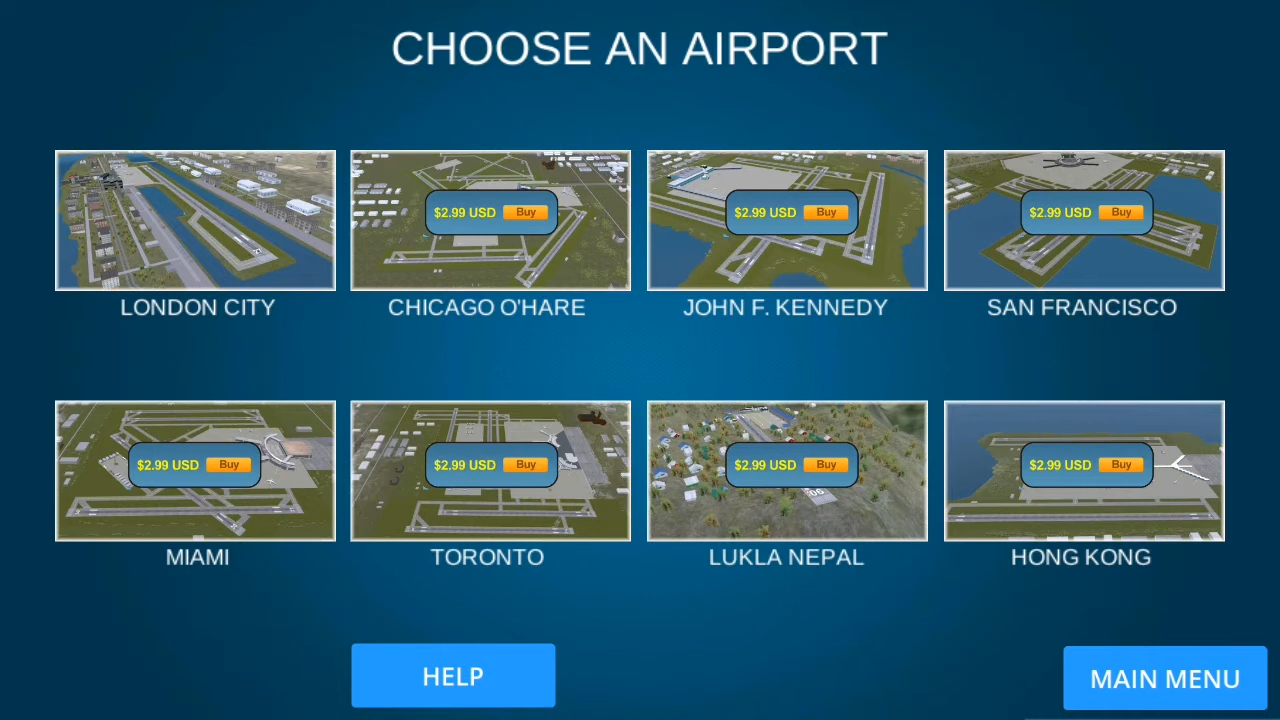 CHOOSE AN AIRPORT
$2.99 USD Buy
$2.99 USD Buy
$2.99 USD Buy
LONDON CITY
CHICAGO O'HARE
JOHN F. KENNEDY
SAN FRANCISCO
$2.99 USD Buy
$2.99 USD Buy
$2.99 USD Buy
$2.99 USD Buy
06
MIAMI
TORONTO
LUKLA NEPAL
HONG KONG
HELP
MAIN MENU